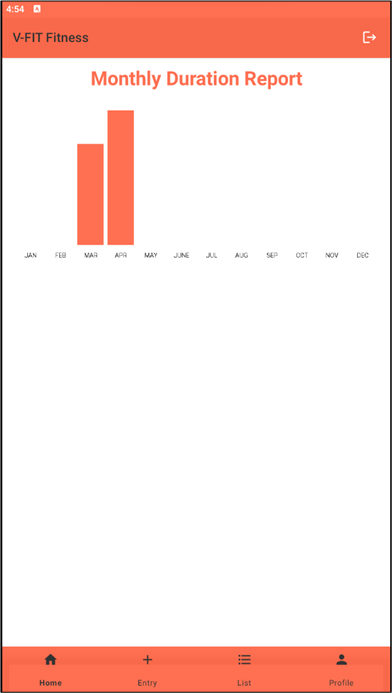 4:54 A
V-FIT Fitness
Monthly Duration Report
JAN FEB MAR APR MAY JUNE JUL AUG SEP OCT NOV DEC
Home Entry List Profile